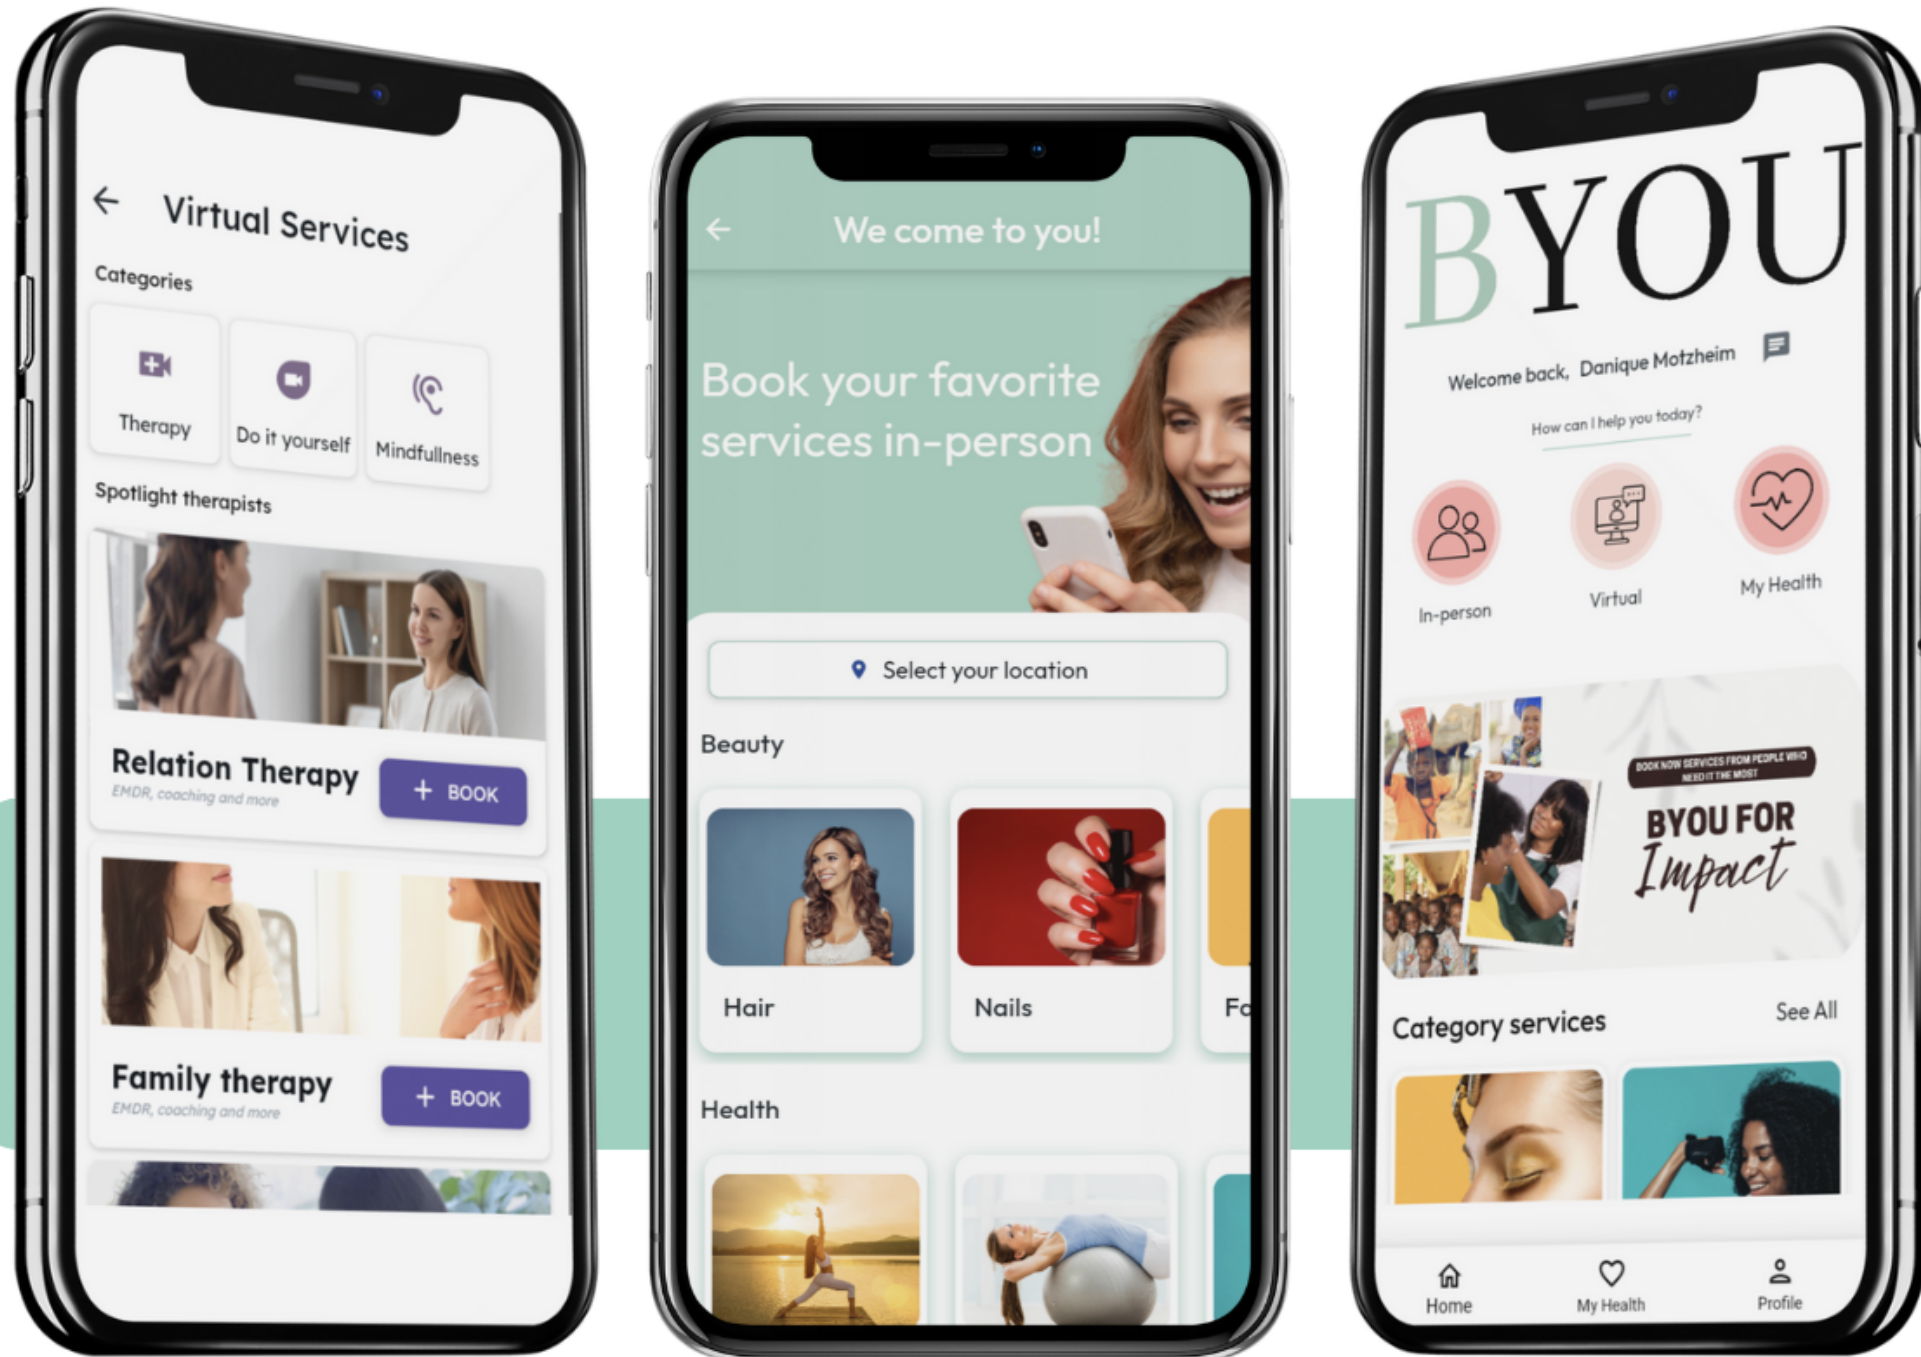 Virtual Services
Categories
Therapy
Do it yourself
Mindfullness
Spotlight therapists
Relation Therapy
EMDR, coaching and more
+ BOOK
Family therapy
EMDR, coaching and more
+ BOOK
We come to you!
Book your favorite
services in-person
Select your location
Beauty
Hair
Nails
Fa
Health
BYOU
Welcome back, Danique Motzheim
How can I help you today?
In-person
Virtual
My Health
BOOK NOW SERVICES FROM PEOPLE WHO
NEED IT THE MOST
BYOU FOR
Impact
Category services
See All
Home
My Health
Profile